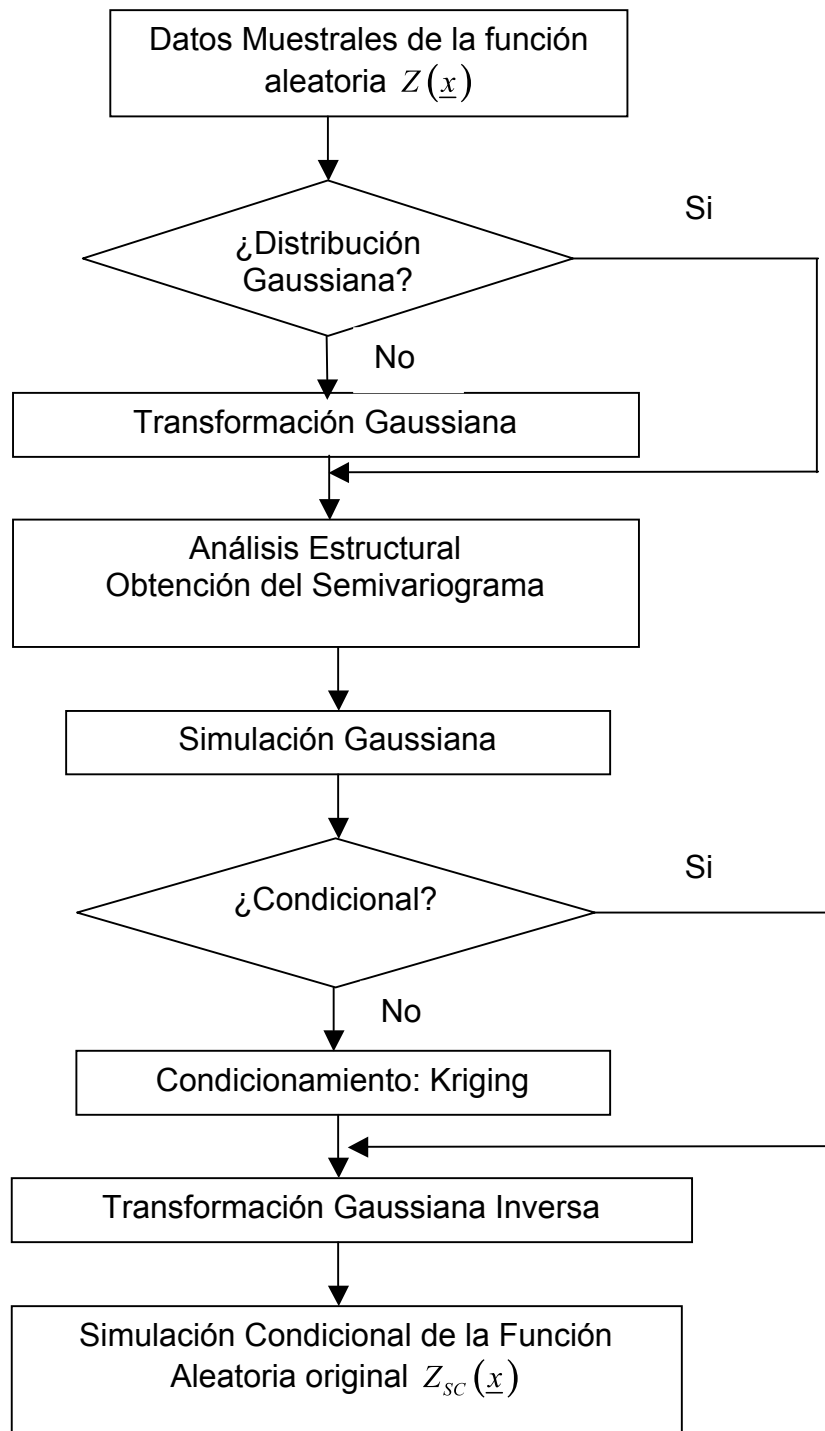 Datos Muestrales de la función
aleatoria Z(x)
Si
¿Distribución
Gaussiana?
No
Transformación Gaussiana
Análisis Estructural
Obtención del Semivariograma
Simulación Gaussiana
Si
¿Condicional?
No
Condicionamiento: Kriging
Transformación Gaussiana Inversa
Simulación Condicional de la Función
Aleatoria original Z_SC(x)